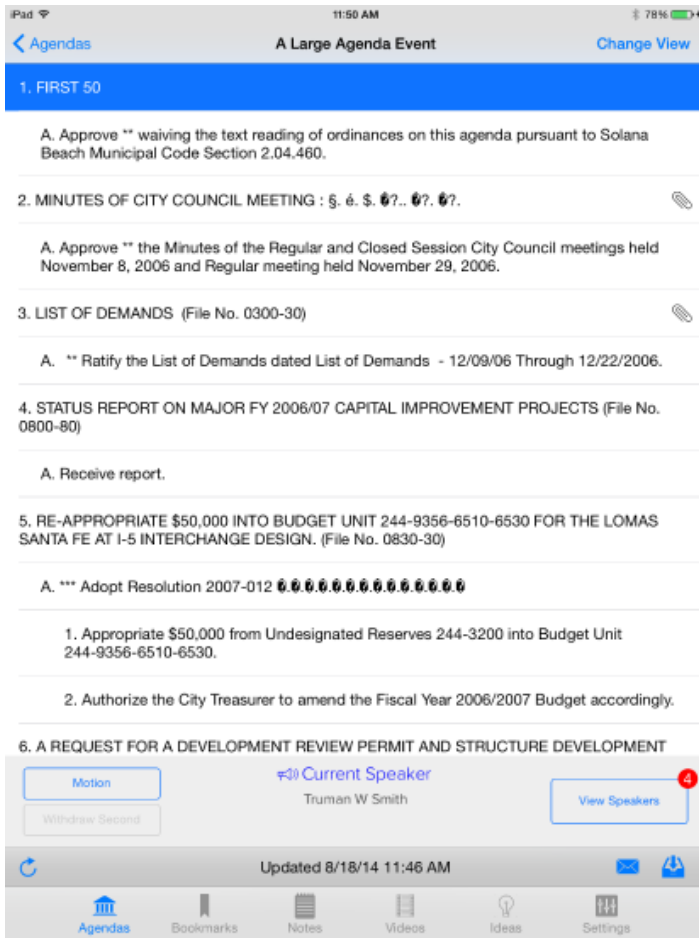 iPad 11:50 AM 78%
Agendas A Large Agenda Event Change View
1. FIRST 50
A. Approve ** waiving the text reading of ordinances on this agenda pursuant to Solana
Beach Municipal Code Section 2.04.460.
2. MINUTES OF CITY COUNCIL MEETING : §. é. $. �?.. �?. �?.
A. Approve ** the Minutes of the Regular and Closed Session City Council meetings held
November 8, 2006 and Regular meeting held November 29, 2006.
3. LIST OF DEMANDS (File No. 0300-30)
A. ** Ratify the List of Demands dated List of Demands - 12/09/06 Through 12/22/2006.
4. STATUS REPORT ON MAJOR FY 2006/07 CAPITAL IMPROVEMENT PROJECTS (File No.
0800-80)
A. Receive report.
5. RE-APPROPRIATE $50,000 INTO BUDGET UNIT 244-9356-6510-6530 FOR THE LOMAS
SANTA FE AT I-5 INTERCHANGE DESIGN. (File No. 0830-30)
A. *** Adopt Resolution 2007-012 �.�.�.�.�.�.�.�.�.�.�.�.�.�
1. Appropriate $50,000 from Undesignated Reserves 244-3200 into Budget Unit
244-9356-6510-6530.
2. Authorize the City Treasurer to amend the Fiscal Year 2006/2007 Budget accordingly.
6. A REQUEST FOR A DEVELOPMENT REVIEW PERMIT AND STRUCTURE DEVELOPMENT
Motion
Current Speaker
4
Truman W Smith
View Speakers
Withdraw Second
Updated 8/18/14 11:46 AM
Agendas Bookmarks Notes Videos Ideas Settings